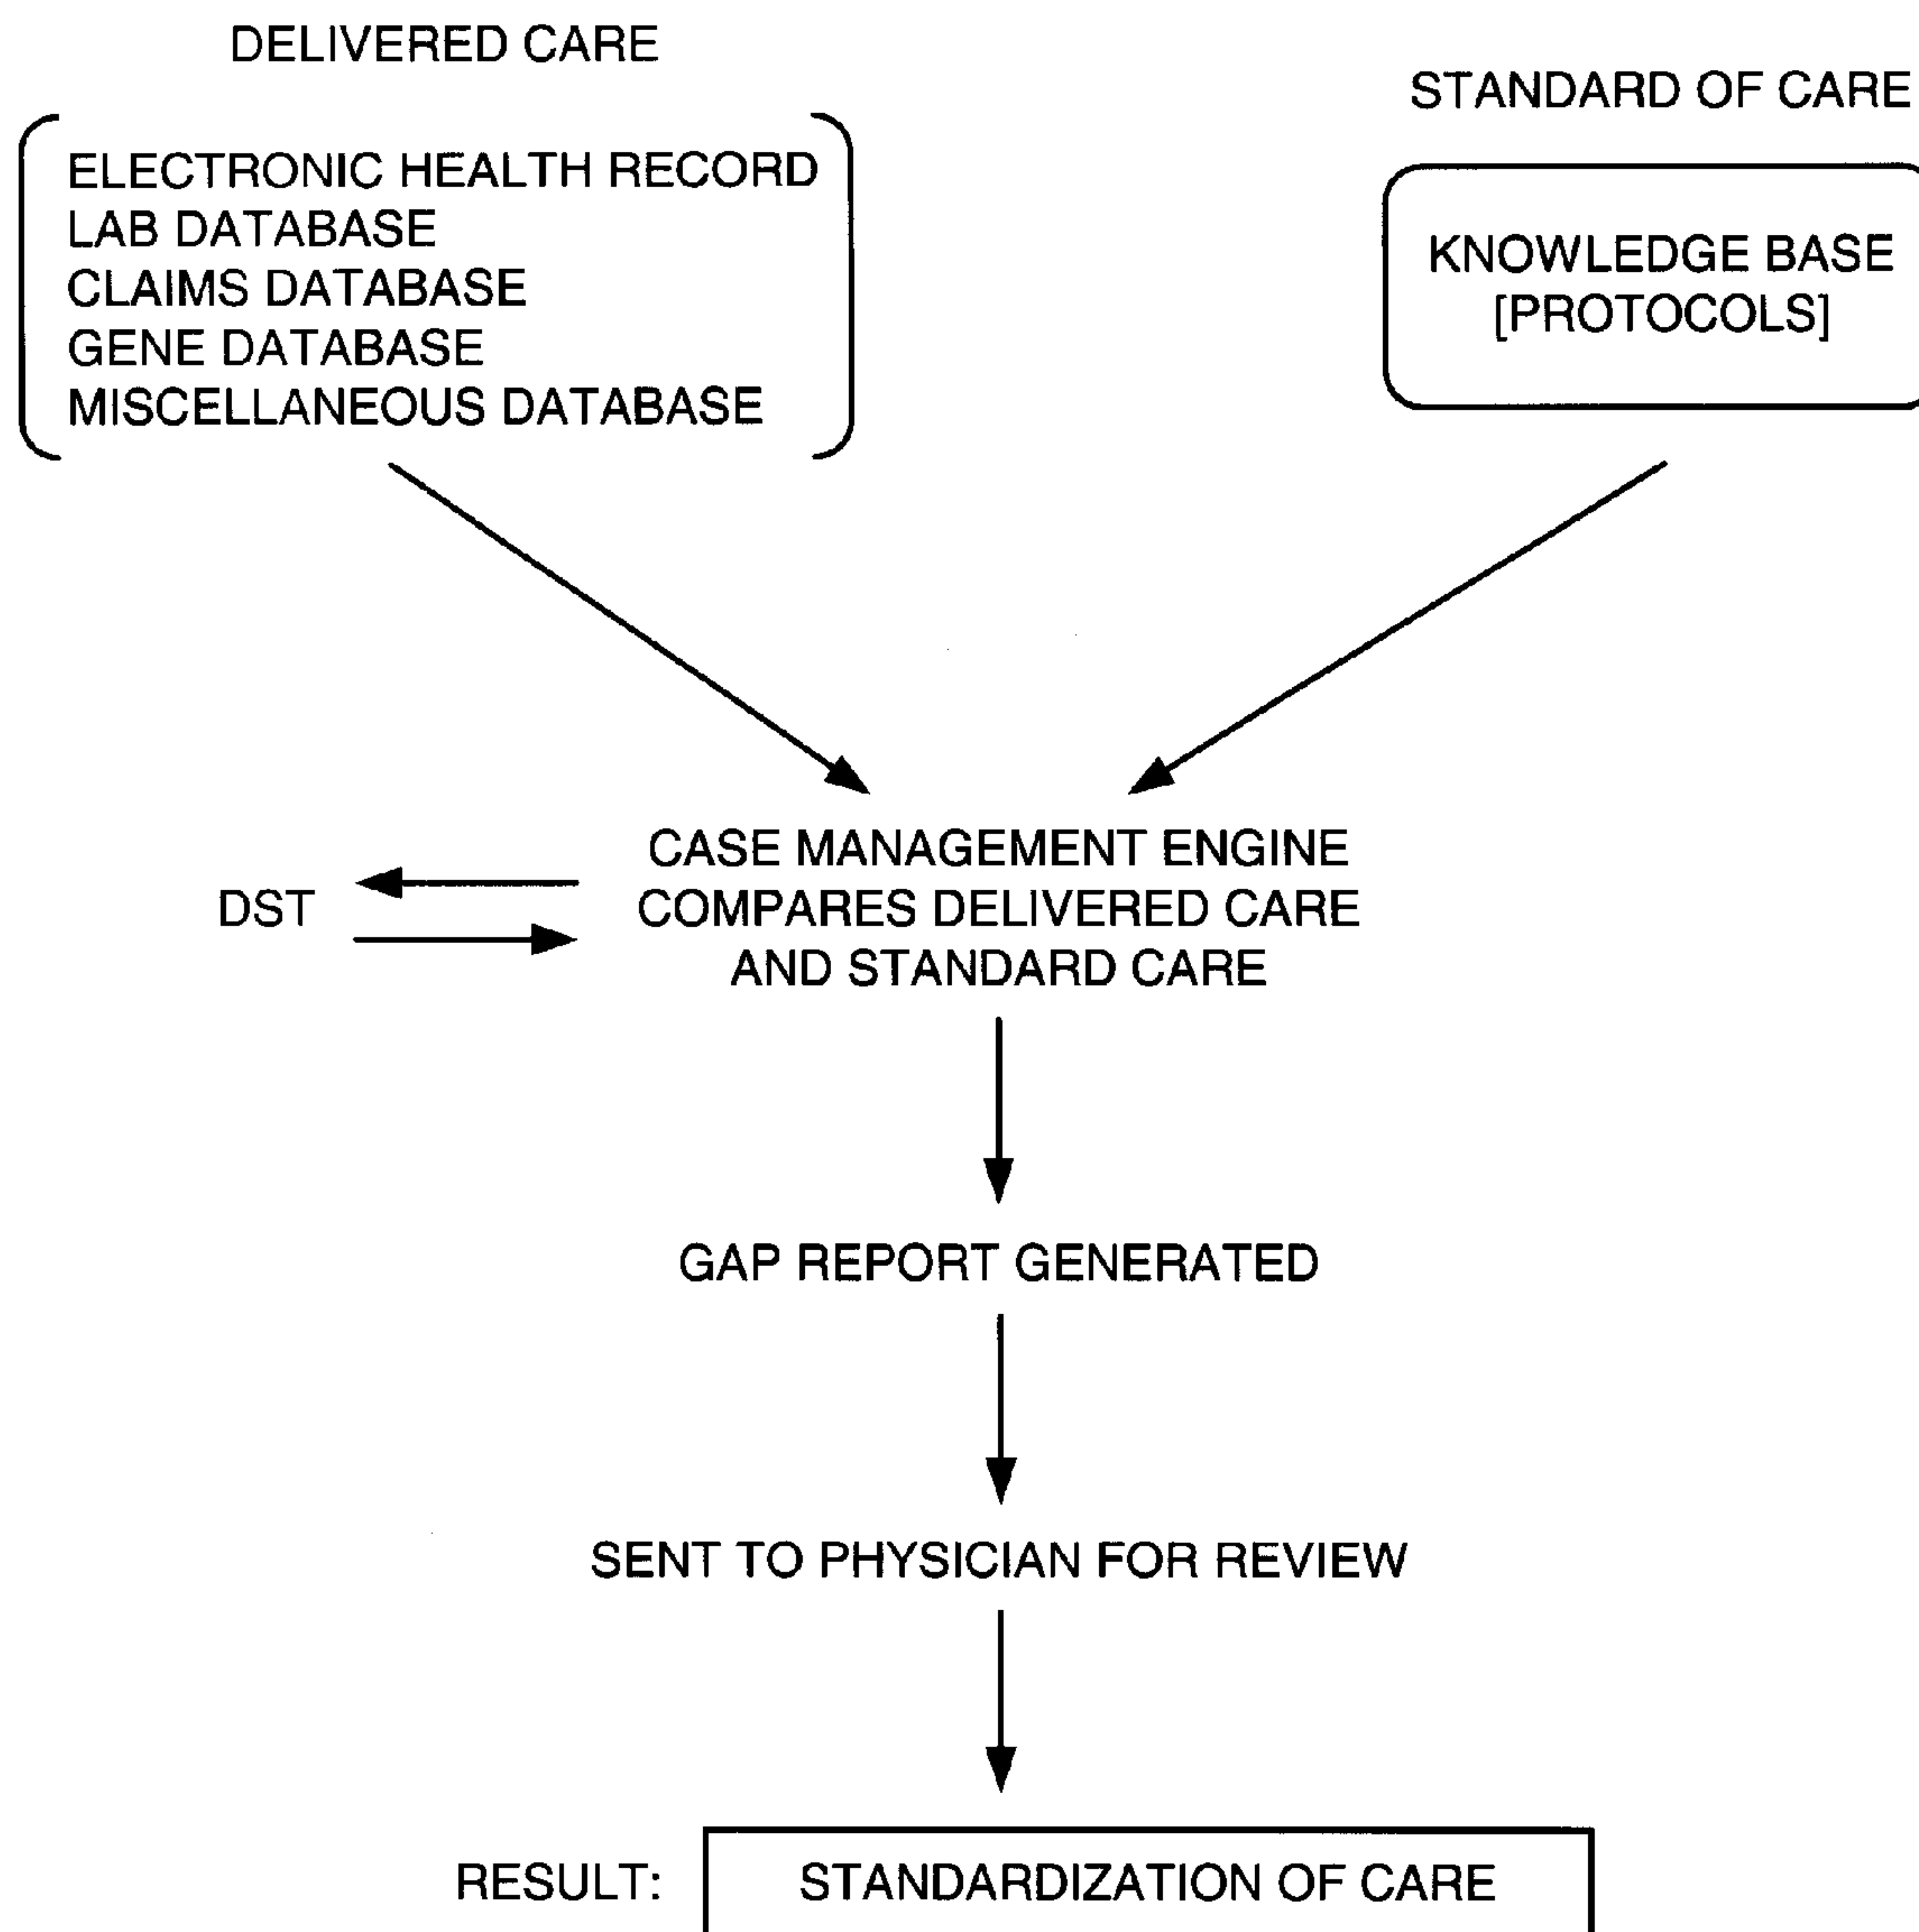 DELIVERED CARE
ELECTRONIC HEALTH RECORD
LAB DATABASE
CLAIMS DATABASE
GENE DATABASE
MISCELLANEOUS DATABASE
STANDARD OF CARE
KNOWLEDGE BASE
[PROTOCOLS]
CASE MANAGEMENT ENGINE
COMPARES DELIVERED CARE
AND STANDARD CARE
DST
GAP REPORT GENERATED
SENT TO PHYSICIAN FOR REVIEW
RESULT:
STANDARDIZATION OF CARE